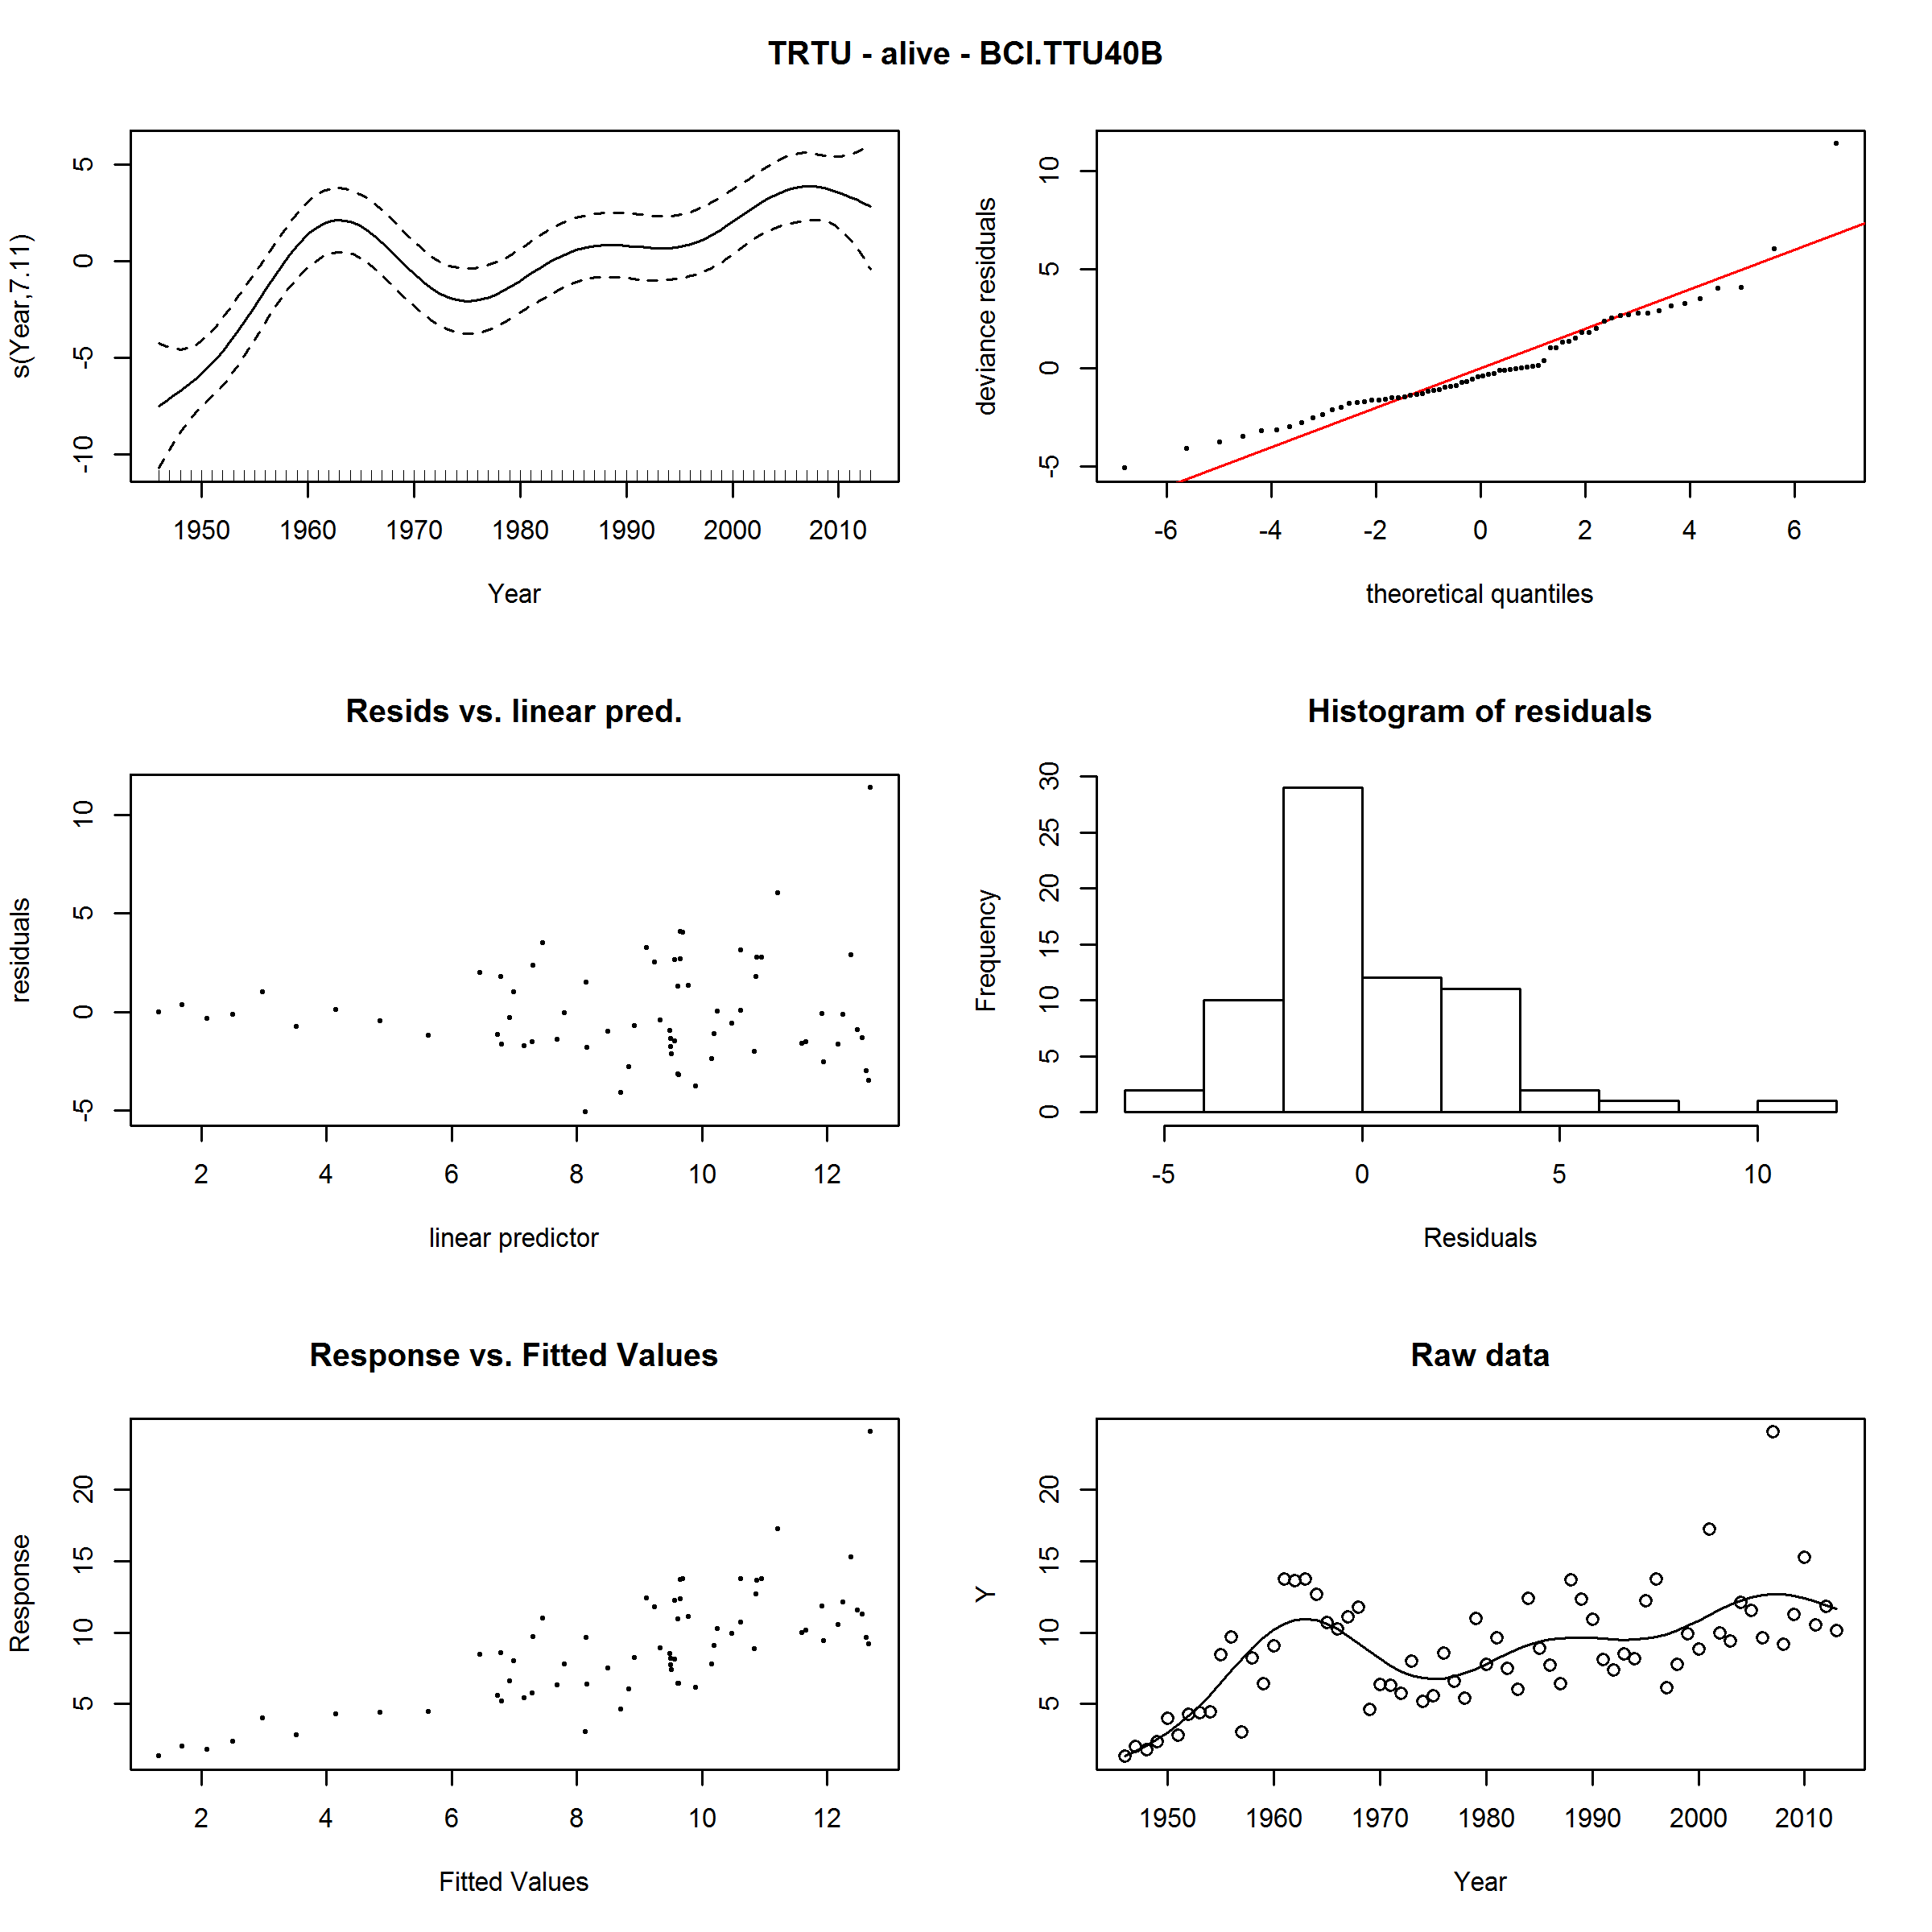 TRTU - alive - BCI.TTU40B
s(Year,7.11)
5
0
-5
-10
1950 1960 1970 1980 1990 2000 2010
Year
deviance residuals
10
5
0
-5
-6 -4 -2 0 2 4 6
theoretical quantiles
Resids vs. linear pred.
residuals
10
5
0
-5
2 4 6 8 10 12
linear predictor
Histogram of residuals
Frequency
30
25
20
15
10
5
0
-5 0 5 10
Residuals
Response vs. Fitted Values
Response
20
15
10
5
2 4 6 8 10 12
Fitted Values
Raw data
Y
20
15
10
5
1950 1960 1970 1980 1990 2000 2010
Year